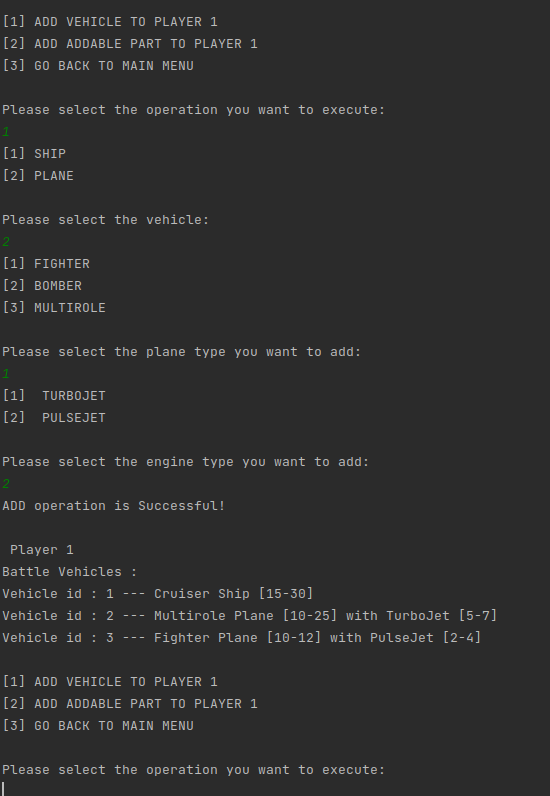 [1] ADD VEHICLE TO PLAYER 1
[2] ADD ADDABLE PART TO PLAYER 1
[3] GO BACK TO MAIN MENU
Please select the operation you want to execute:
1
[1] SHIP
[2] PLANE
Please select the vehicle:
2
[1] FIGHTER
[2] BOMBER
[3] MULTIROLE
Please select the plane type you want to add:
1
[1]  TURBOJET
[2]  PULSEJET
Please select the engine type you want to add:
2
ADD operation is Successful!
Player 1
Battle Vehicles :
Vehicle id : 1 --- Cruiser Ship [15-30]
Vehicle id : 2 --- Multirole Plane [10-25] with TurboJet [5-7]
Vehicle id : 3 --- Fighter Plane [10-12] with PulseJet [2-4]
[1] ADD VEHICLE TO PLAYER 1
[2] ADD ADDABLE PART TO PLAYER 1
[3] GO BACK TO MAIN MENU
Please select the operation you want to execute: